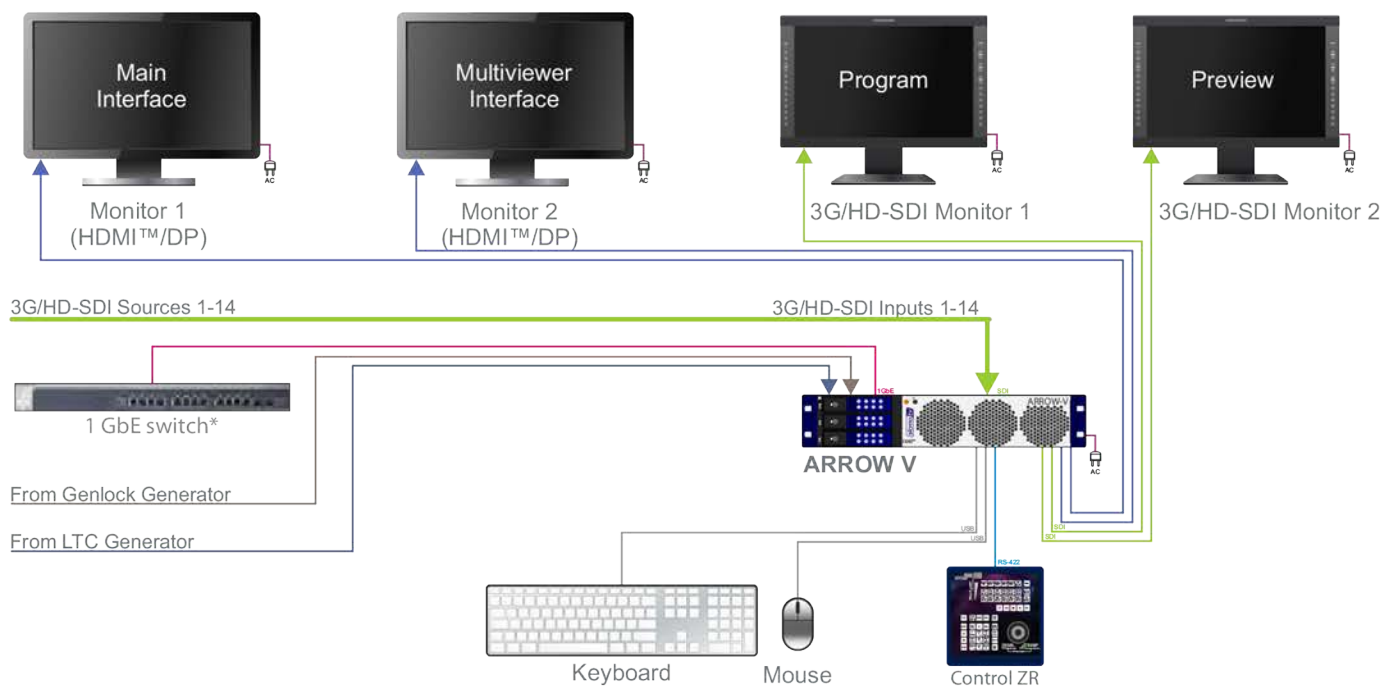 Main
Interface
Multiviewer
Interface
Program
Preview
AC
AC
AC
AC
Monitor 1
(HDMI™/DP)
Monitor 2
(HDMI™/DP)
3G/HD-SDI Monitor 1
3G/HD-SDI Monitor 2
3G/HD-SDI Sources 1-14
3G/HD-SDI Inputs 1-14
1GbE
SDI
ARROW-V
1 GbE switch*
ARROW V
AC
From Genlock Generator
From LTC Generator
USB
USB
SDI
SDI
RS-422
Keyboard
Mouse
Control ZR